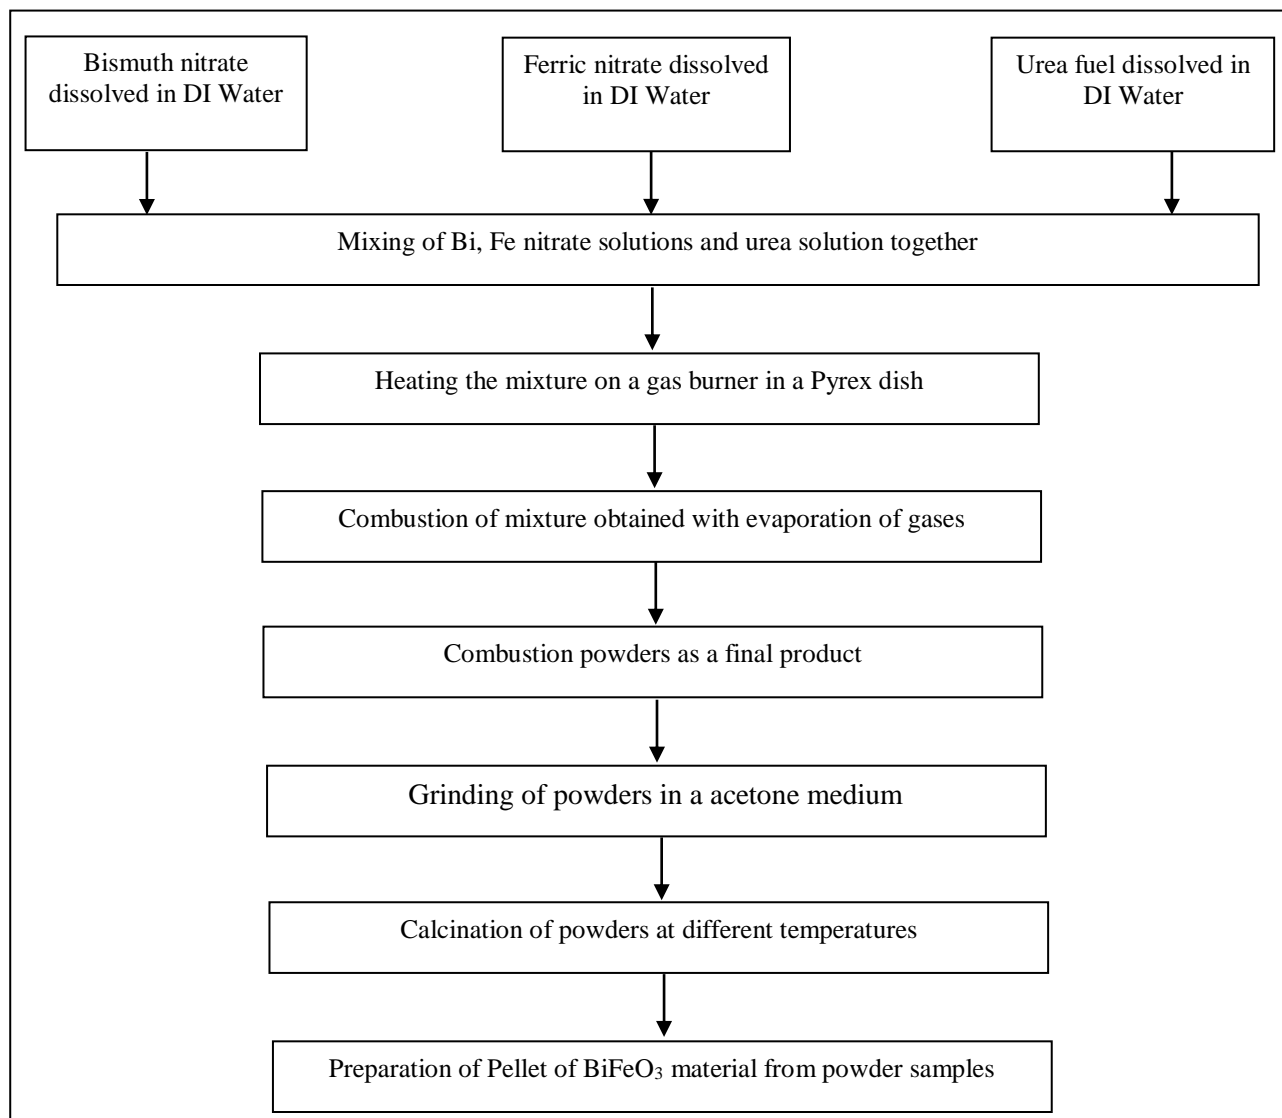 Bismuth nitrate
dissolved in DI Water
Ferric nitrate dissolved
in DI Water
Urea fuel dissolved in
DI Water
Mixing of Bi, Fe nitrate solutions and urea solution together
Heating the mixture on a gas burner in a Pyrex dish
Combustion of mixture obtained with evaporation of gases
Combustion powders as a final product
Grinding of powders in a acetone medium
Calcination of powders at different temperatures
Preparation of Pellet of BiFeO₃ material from powder samples